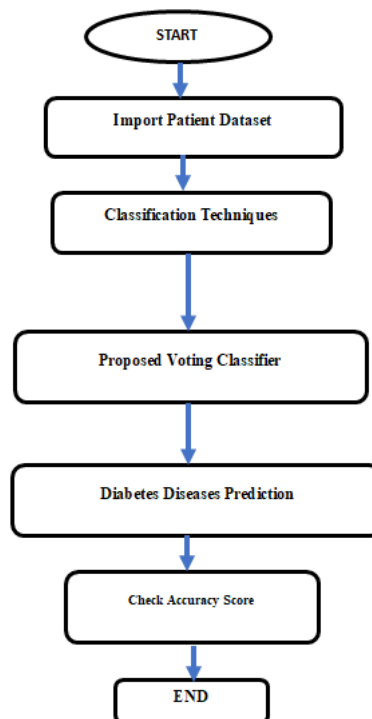 START
Import Patient Dataset
Classification Techniques
Proposed Voting Classifier
Diabetes Diseases Prediction
Check Accuracy Score
END